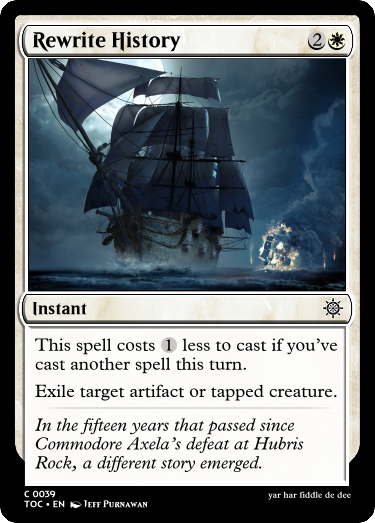 Rewrite History 2
Instant
This spell costs 1 less to cast if you've
cast another spell this turn.
Exile target artifact or tapped creature.
In the fifteen years that passed since
Commodore Axela's defeat at Hubris
Rock, a different story emerged.
C 0039
TOC • EN Jeff Purnawan
yar har fiddle de dee